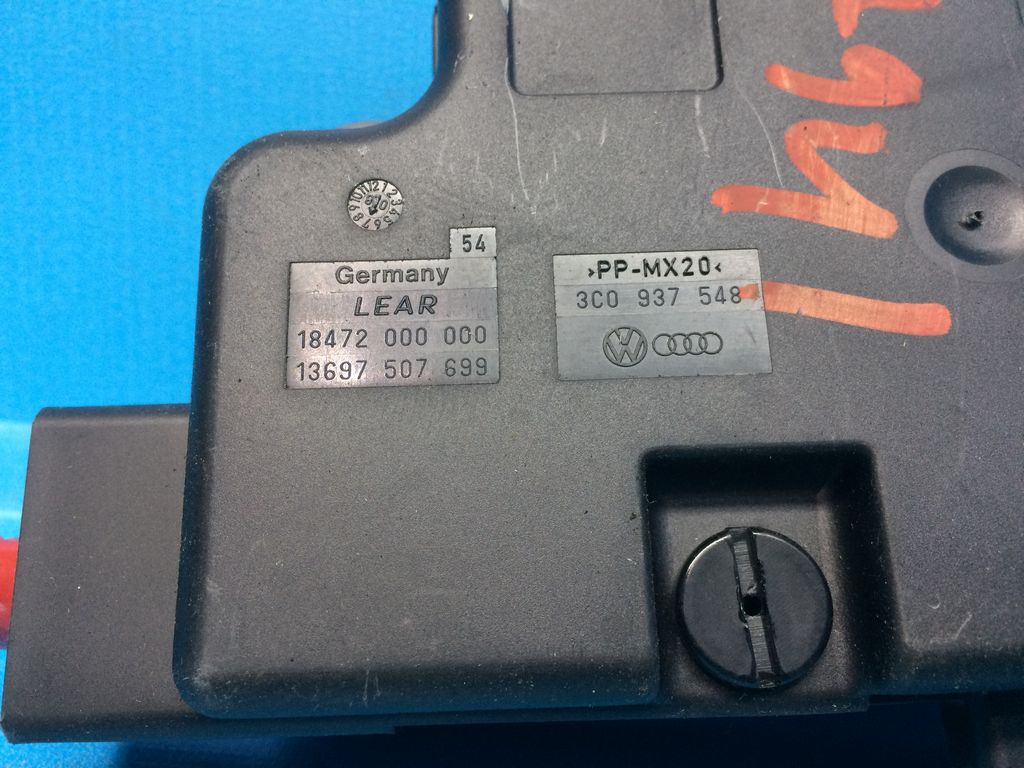 54
Germany
LEAR
18472 000 000
13697 507 699
>PP-MX20<
3C0 937 548